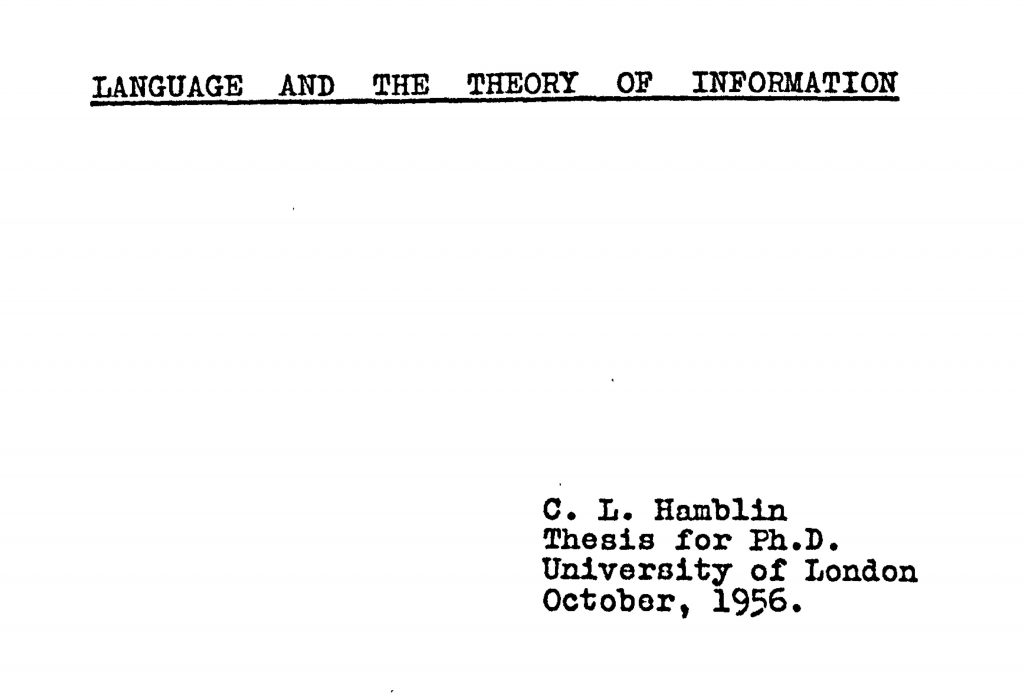 LANGUAGE AND THE THEORY OF INFORMATION
C. L. Hamblin
Thesis for Ph.D.
University of London
October, 1956.